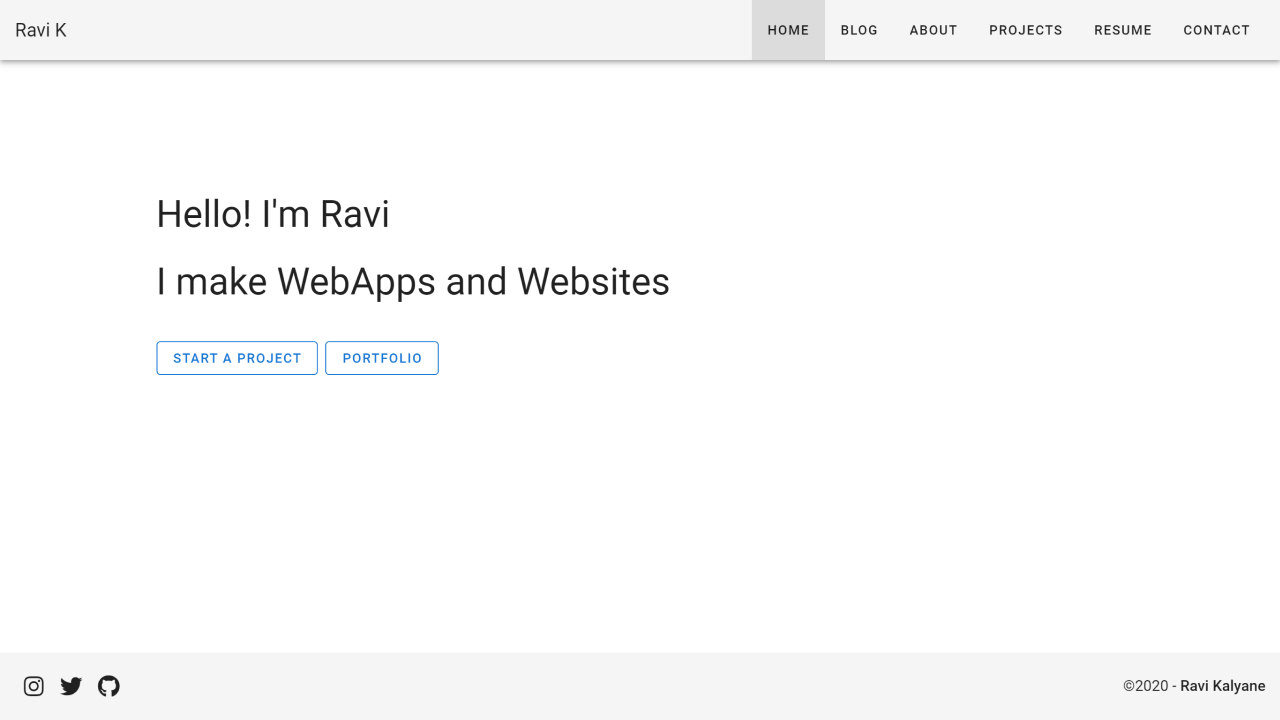 Ravi K
HOME BLOG ABOUT PROJECTS RESUME CONTACT
Hello! I'm Ravi
I make WebApps and Websites
START A PROJECT PORTFOLIO
©2020 - Ravi Kalyane